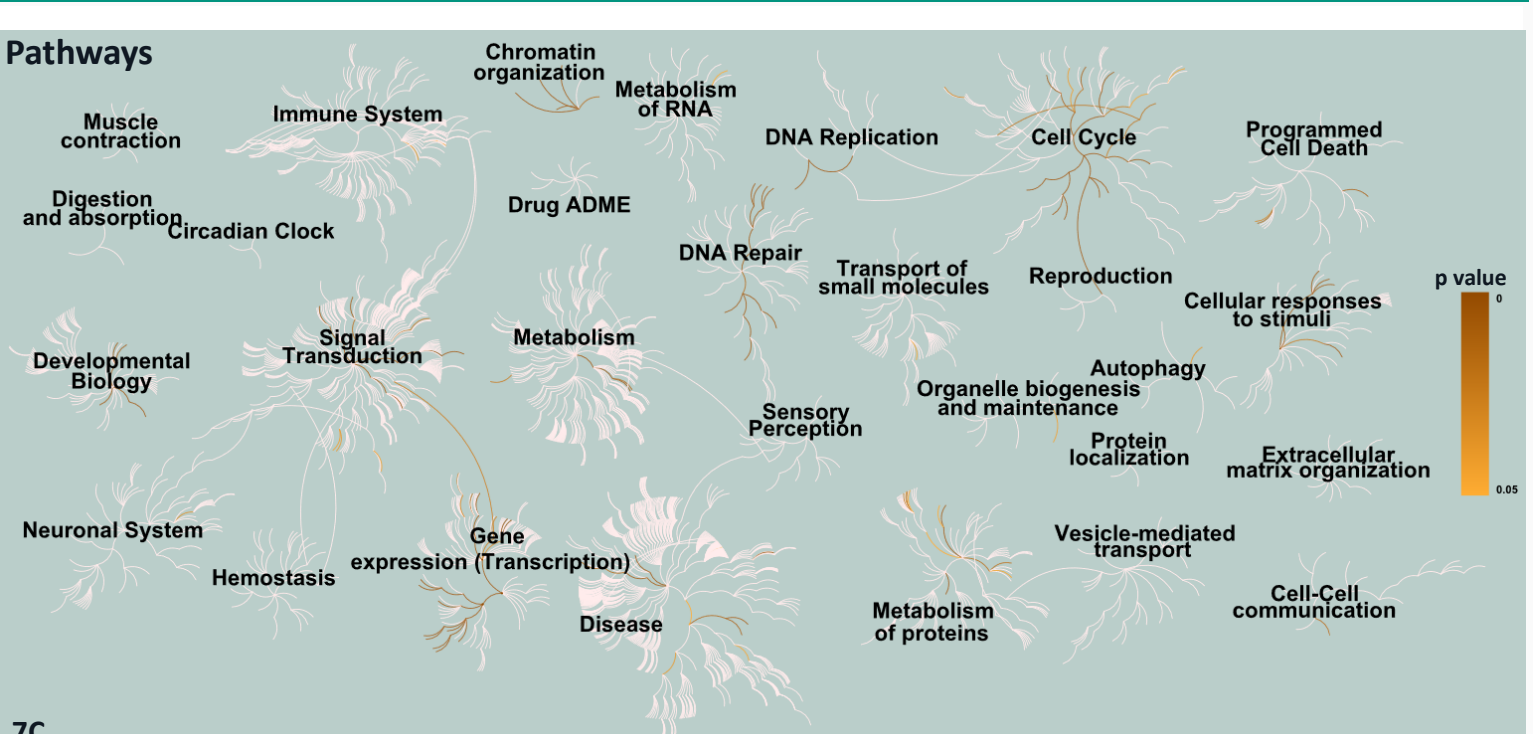 Pathways
Chromatin
organization
Metabolism
of RNA
Immune System
Muscle
contraction
DNA Replication
Cell Cycle
Programmed
Cell Death
Digestion
and absorption
Circadian Clock
Drug ADME
DNA Repair
Transport of
small molecules
Reproduction
p value
0
0.05
Cellular responses
to stimuli
Developmental
Biology
Signal
Transduction
Metabolism
Autophagy
Organelle biogenesis
and maintenance
Sensory
Perception
Protein
localization
Extracellular
matrix organization
Neuronal System
Gene
expression (Transcription)
Hemostasis
Disease
Metabolism
of proteins
Vesicle-mediated
transport
Cell-Cell
communication
7C